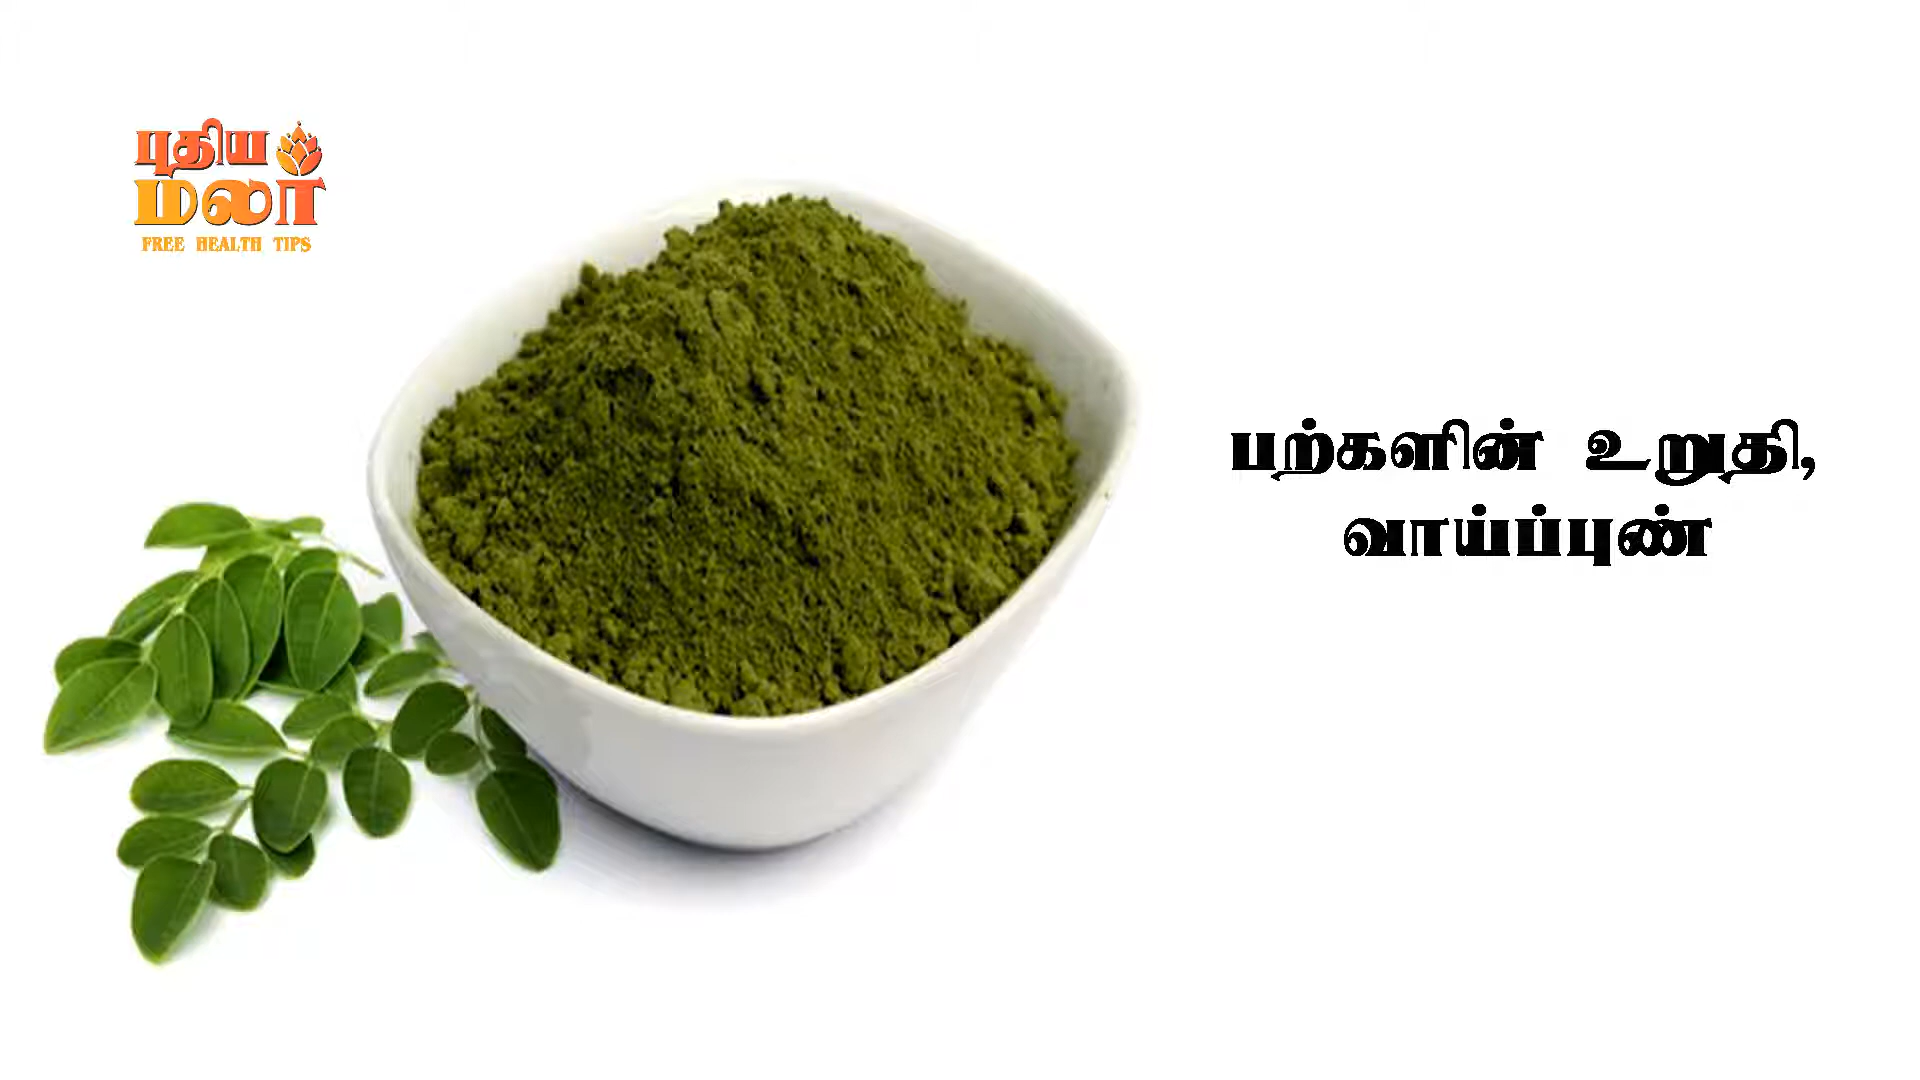 புதிய
மலர்
FREE HEALTH TIPS
பற்களின் உறுதி,
வாய்ப்புண்